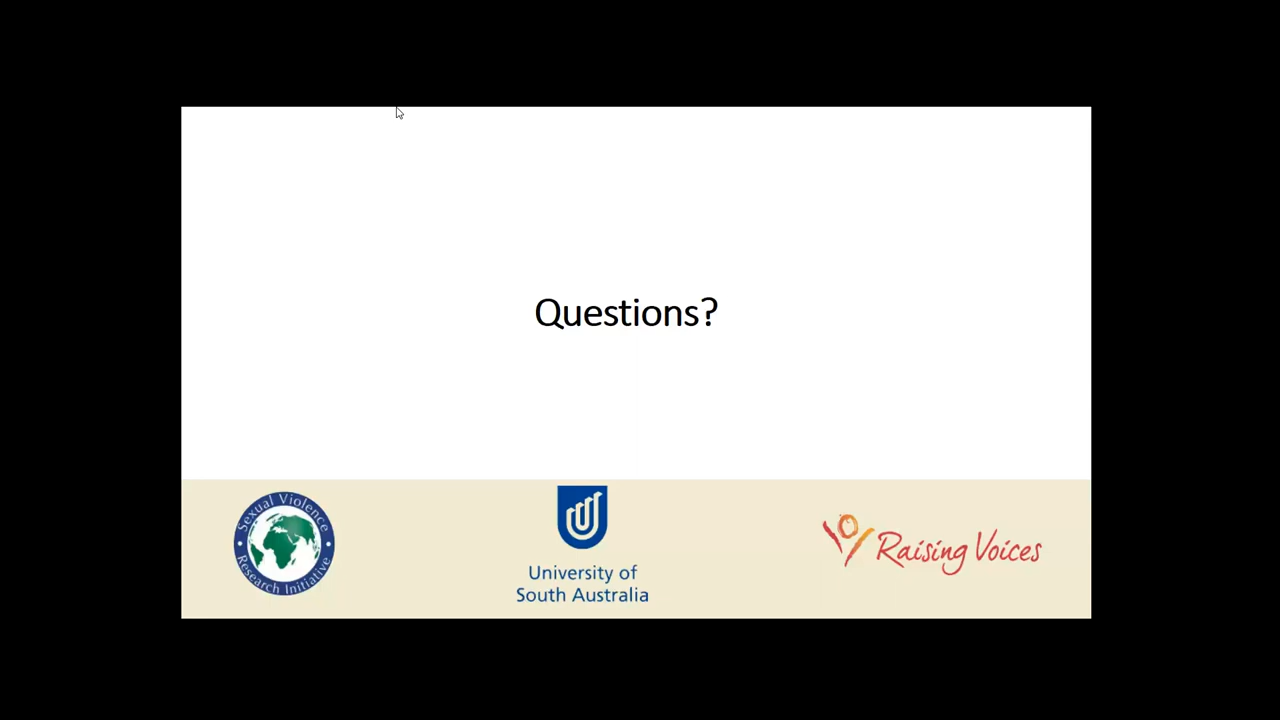 Questions?
Sexual Violence
Research Initiative
University of
South Australia
Raising Voices